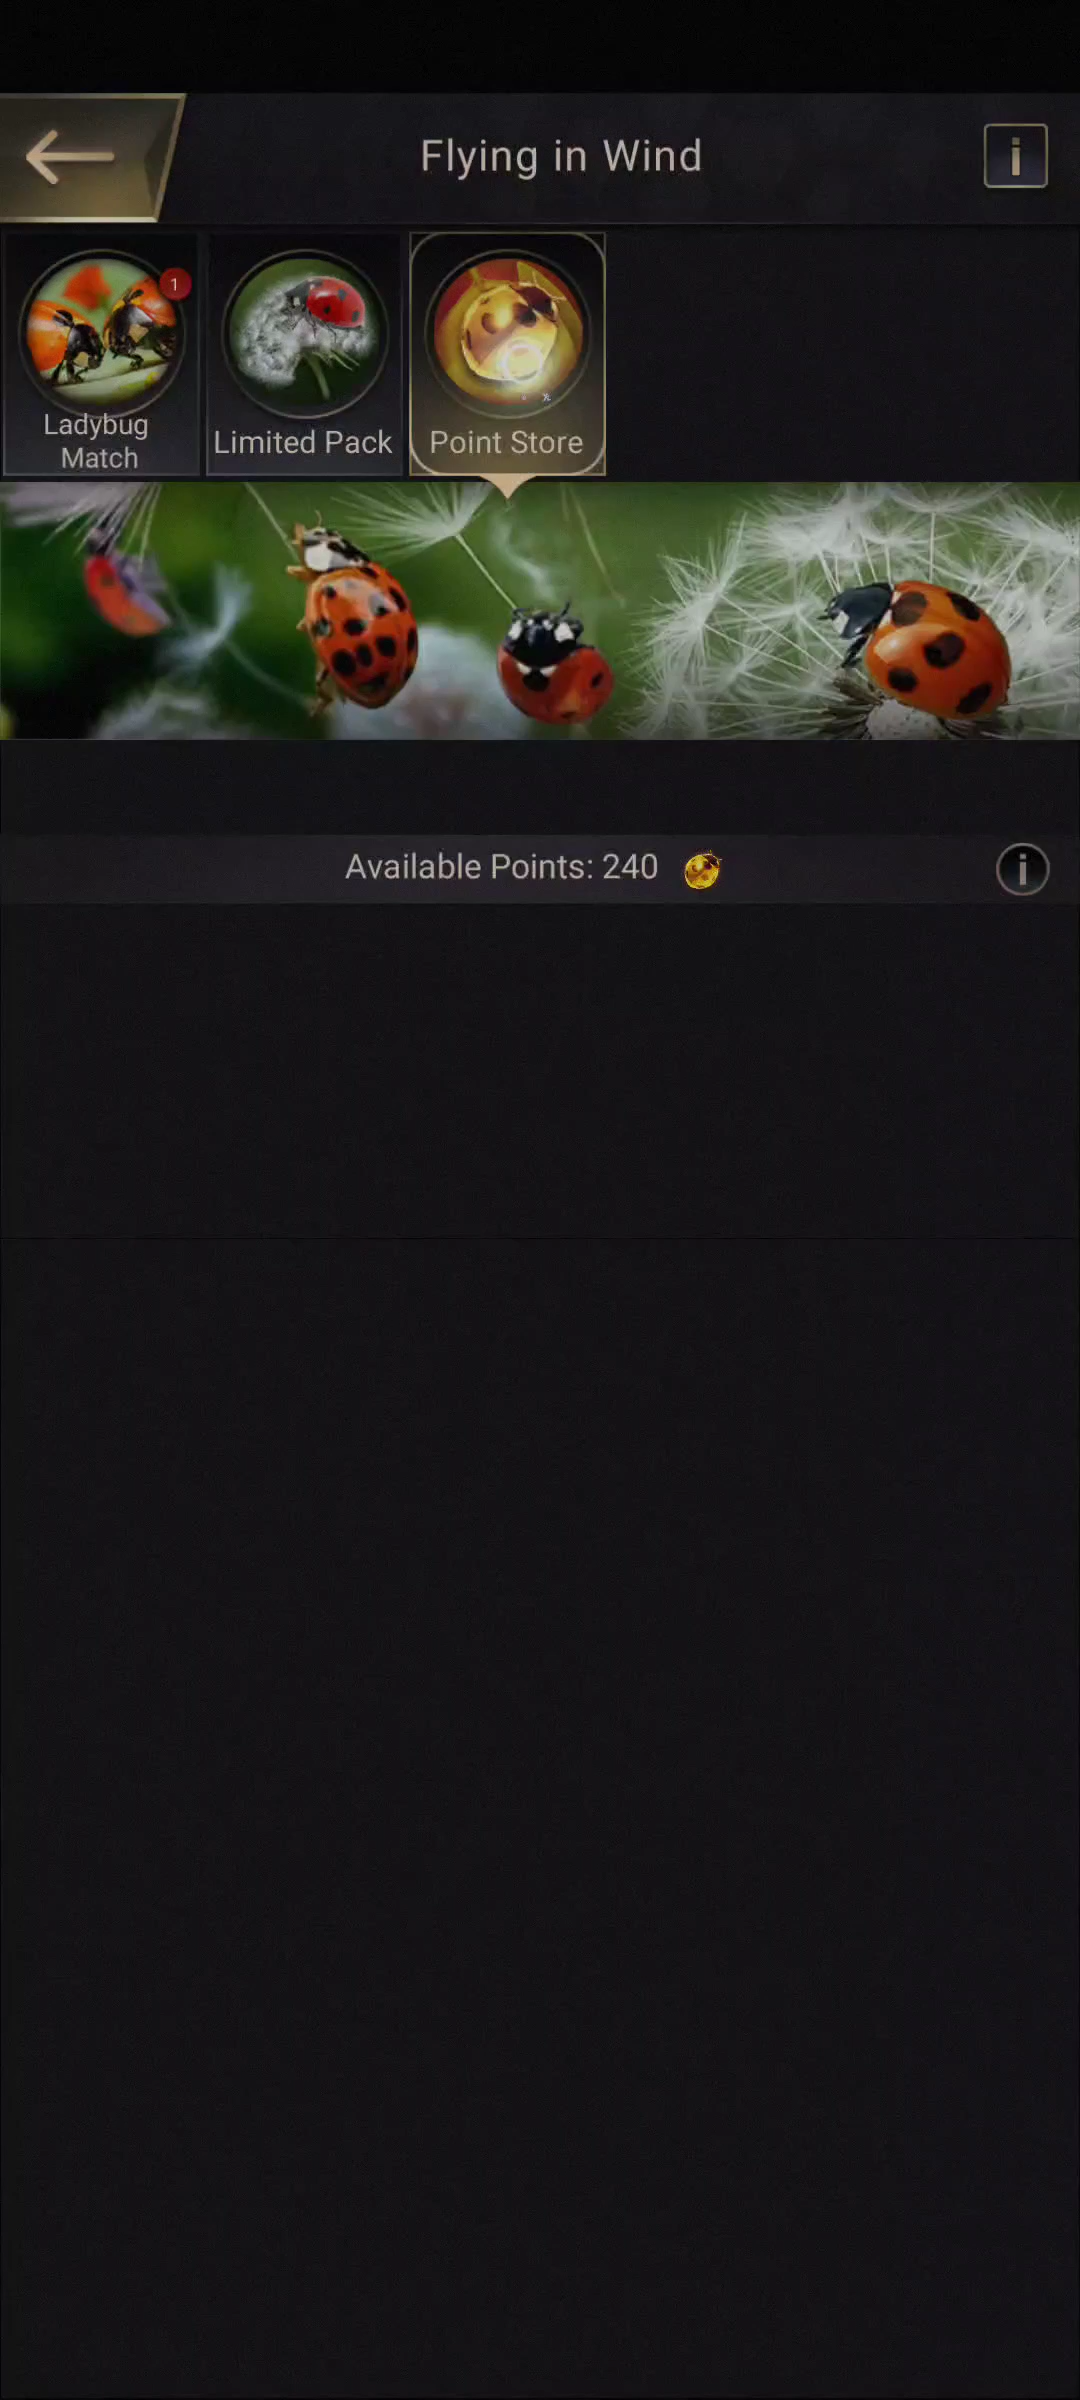 Flying in Wind
1
Ladybug
Match
Limited Pack
Point Store
Available Points: 240